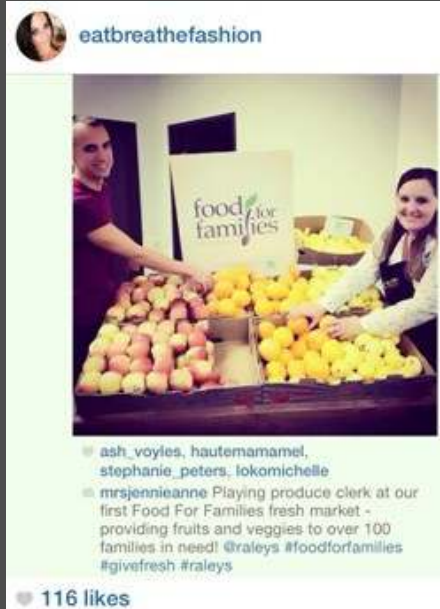 eatbreathefashion
food for
families
ash_voyles, hautemamamel,
stephanie_peters, lokomichelle
mrsjennieanne Playing produce clerk at our
first Food For Families fresh market -
providing fruits and veggies to over 100
families in need! @raleys #foodforfamilies
#givefresh #raleys
116 likes